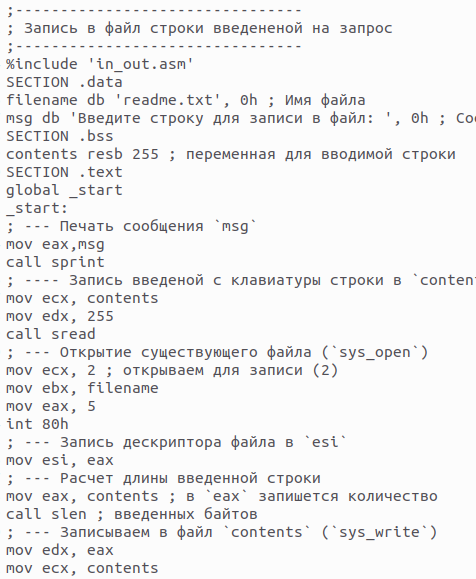 ;--------------------------------
; Запись в файл строки введененой на запрос
;--------------------------------
%include 'in_out.asm'
SECTION .data
filename db 'readme.txt', 0h ; Имя файла
msg db 'Введите строку для записи в файл: ', 0h ;
SECTION .bss
contents resb 255 ; переменная для вводимой строки
SECTION .text
global _start
_start:
; --- Печать сообщения `msg`
mov eax,msg
call sprint
; ---- Запись введеной с клавиатуры строки в
mov ecx, contents
mov edx, 255
call sread
; --- Открытие существующего файла (`sys_open`)
mov ecx, 2 ; открываем для записи (2)
mov ebx, filename
mov eax, 5
int 80h
; --- Запись дескриптора файла в `esi`
mov esi, eax
; --- Расчет длины введенной строки
mov eax, contents ; в `eax` запишется количество
call slen ; введенных байтов
; --- Записываем в файл `contents` (`sys_write`)
mov edx, eax
mov ecx, contents